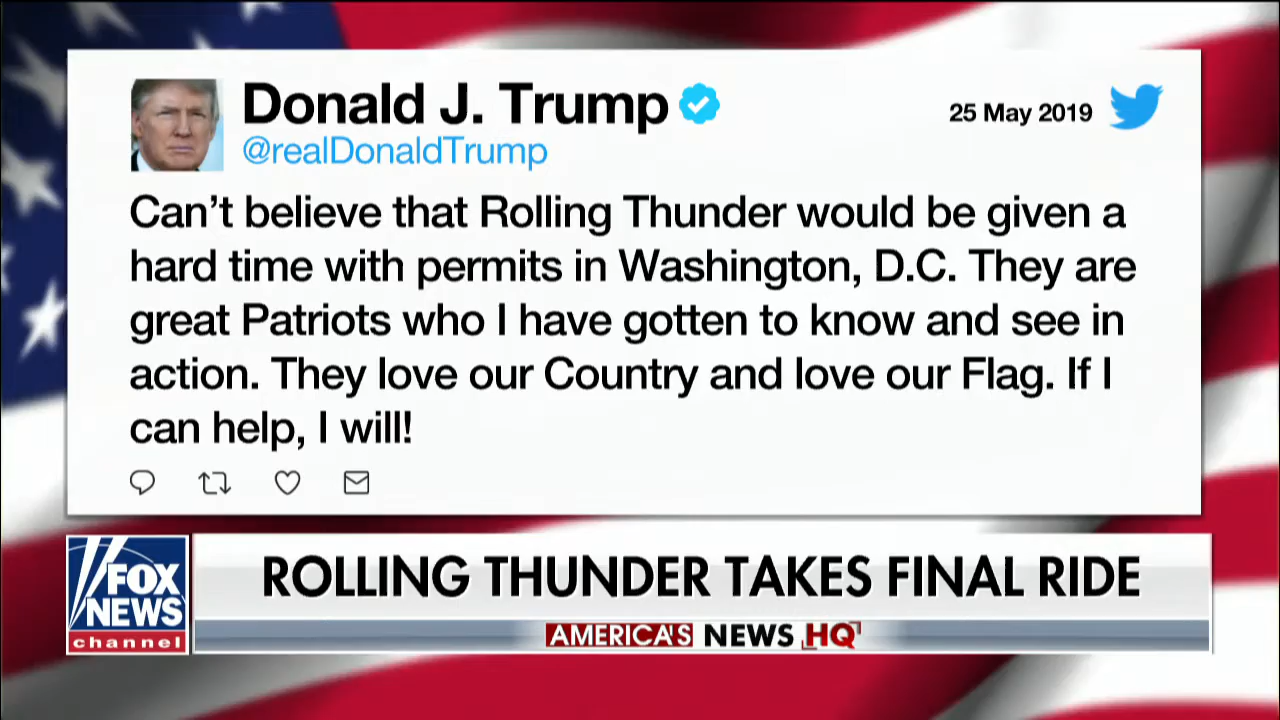 Donald J. Trump
25 May 2019
@realDonaldTrump
Can't believe that Rolling Thunder would be given a
hard time with permits in Washington, D.C. They are
great Patriots who I have gotten to know and see in
action. They love our Country and love our Flag. If I
can help, I will!
FOX
NEWS
channel
ROLLING THUNDER TAKES FINAL RIDE
AMERICA'S NEWS HQ